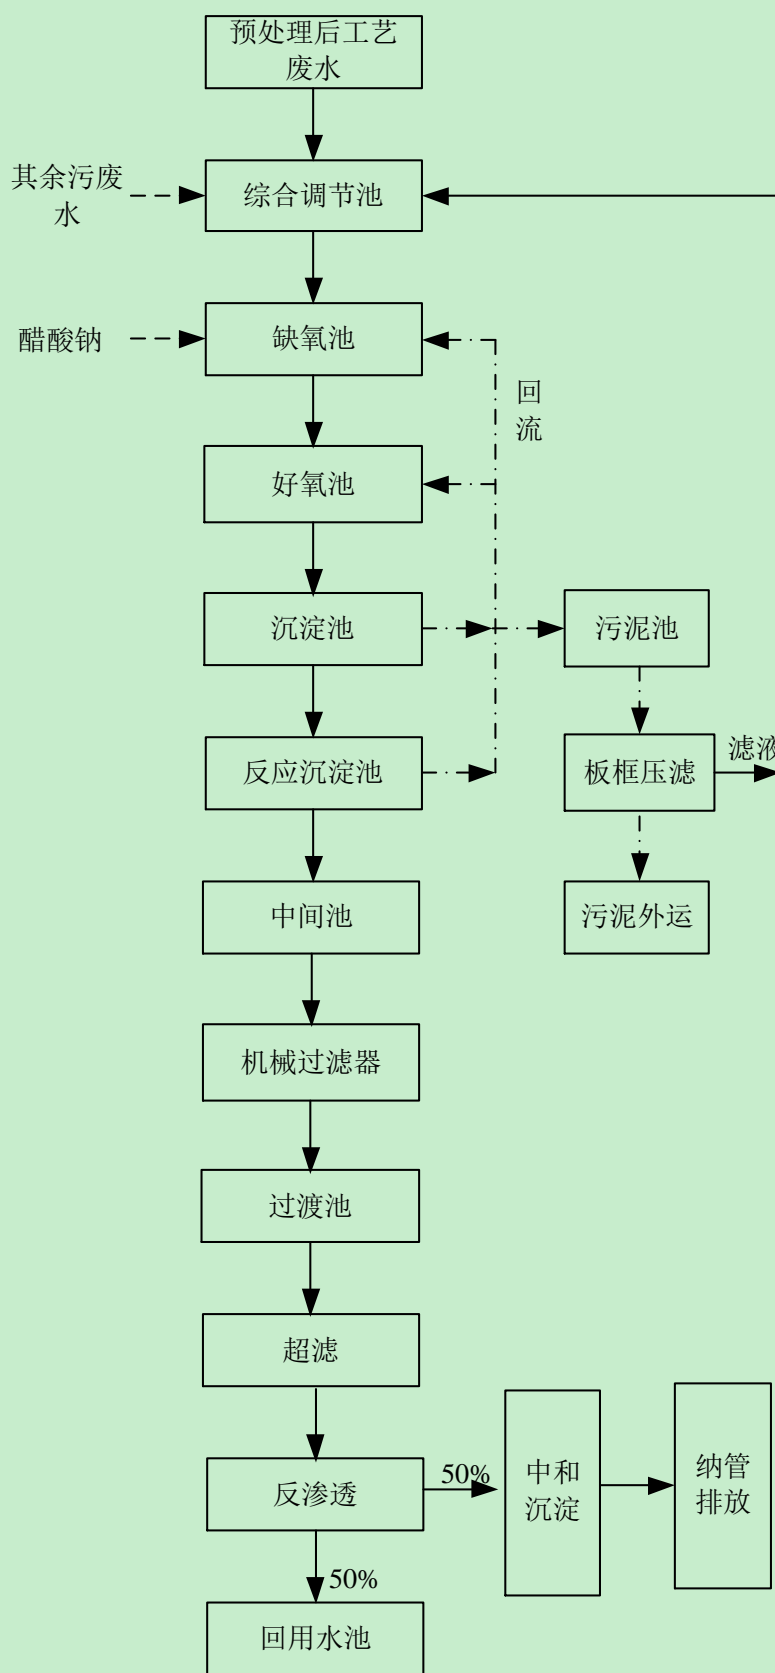 预处理后工艺
废水
其余污废
水
综合调节池
醋酸钠
缺氧池
回
流
好氧池
沉淀池
污泥池
反应沉淀池
板框压滤
滤液
中间池
污泥外运
机械过滤器
过渡池
超滤
反渗透
50%
中和
沉淀
纳管
排放
50%
回用水池